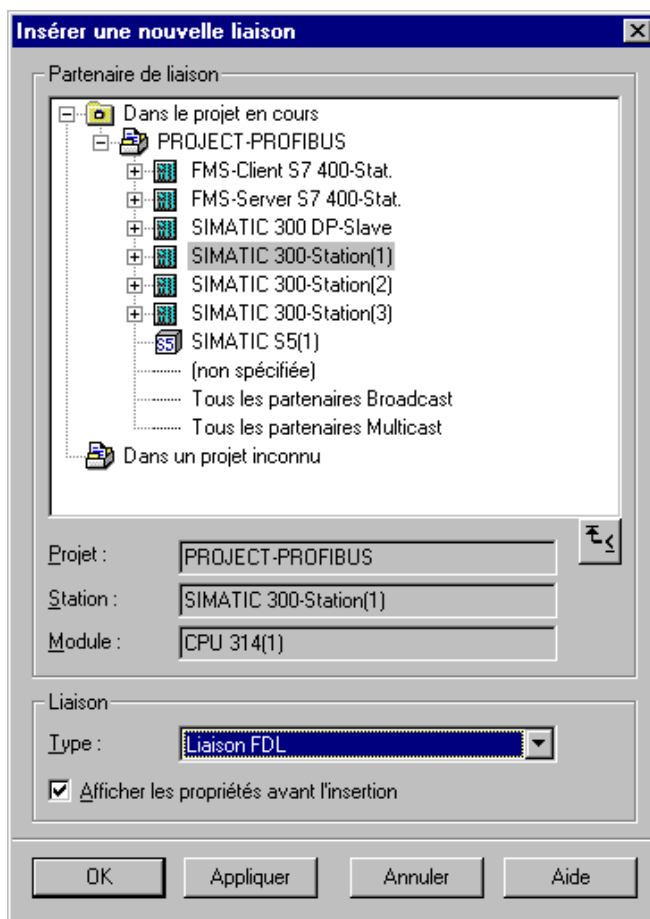 Insérer une nouvelle liaison
Partenaire de liaison
Dans le projet en cours
PROJECT-PROFIBUS
FMS-Client S7 400-Stat.
FMS-Server S7 400-Stat.
SIMATIC 300 DP-Slave
SIMATIC 300-Station(1)
SIMATIC 300-Station(2)
SIMATIC 300-Station(3)
S5 SIMATIC S5(1)
(non spécifiée)
Tous les partenaires Broadcast
Tous les partenaires Multicast
Dans un projet inconnu
Projet : PROJECT-PROFIBUS
Station : SIMATIC 300-Station(1)
Module : CPU 314(1)
Liaison
Type : Liaison FDL
Afficher les propriétés avant l'insertion
OK Appliquer Annuler Aide